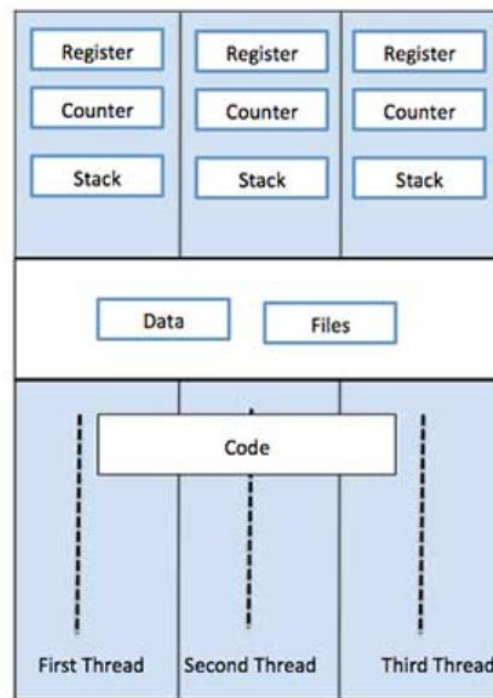 Register Register Register
Counter Counter Counter
Stack Stack Stack
Data Files
Code
First Thread Second Thread Third Thread